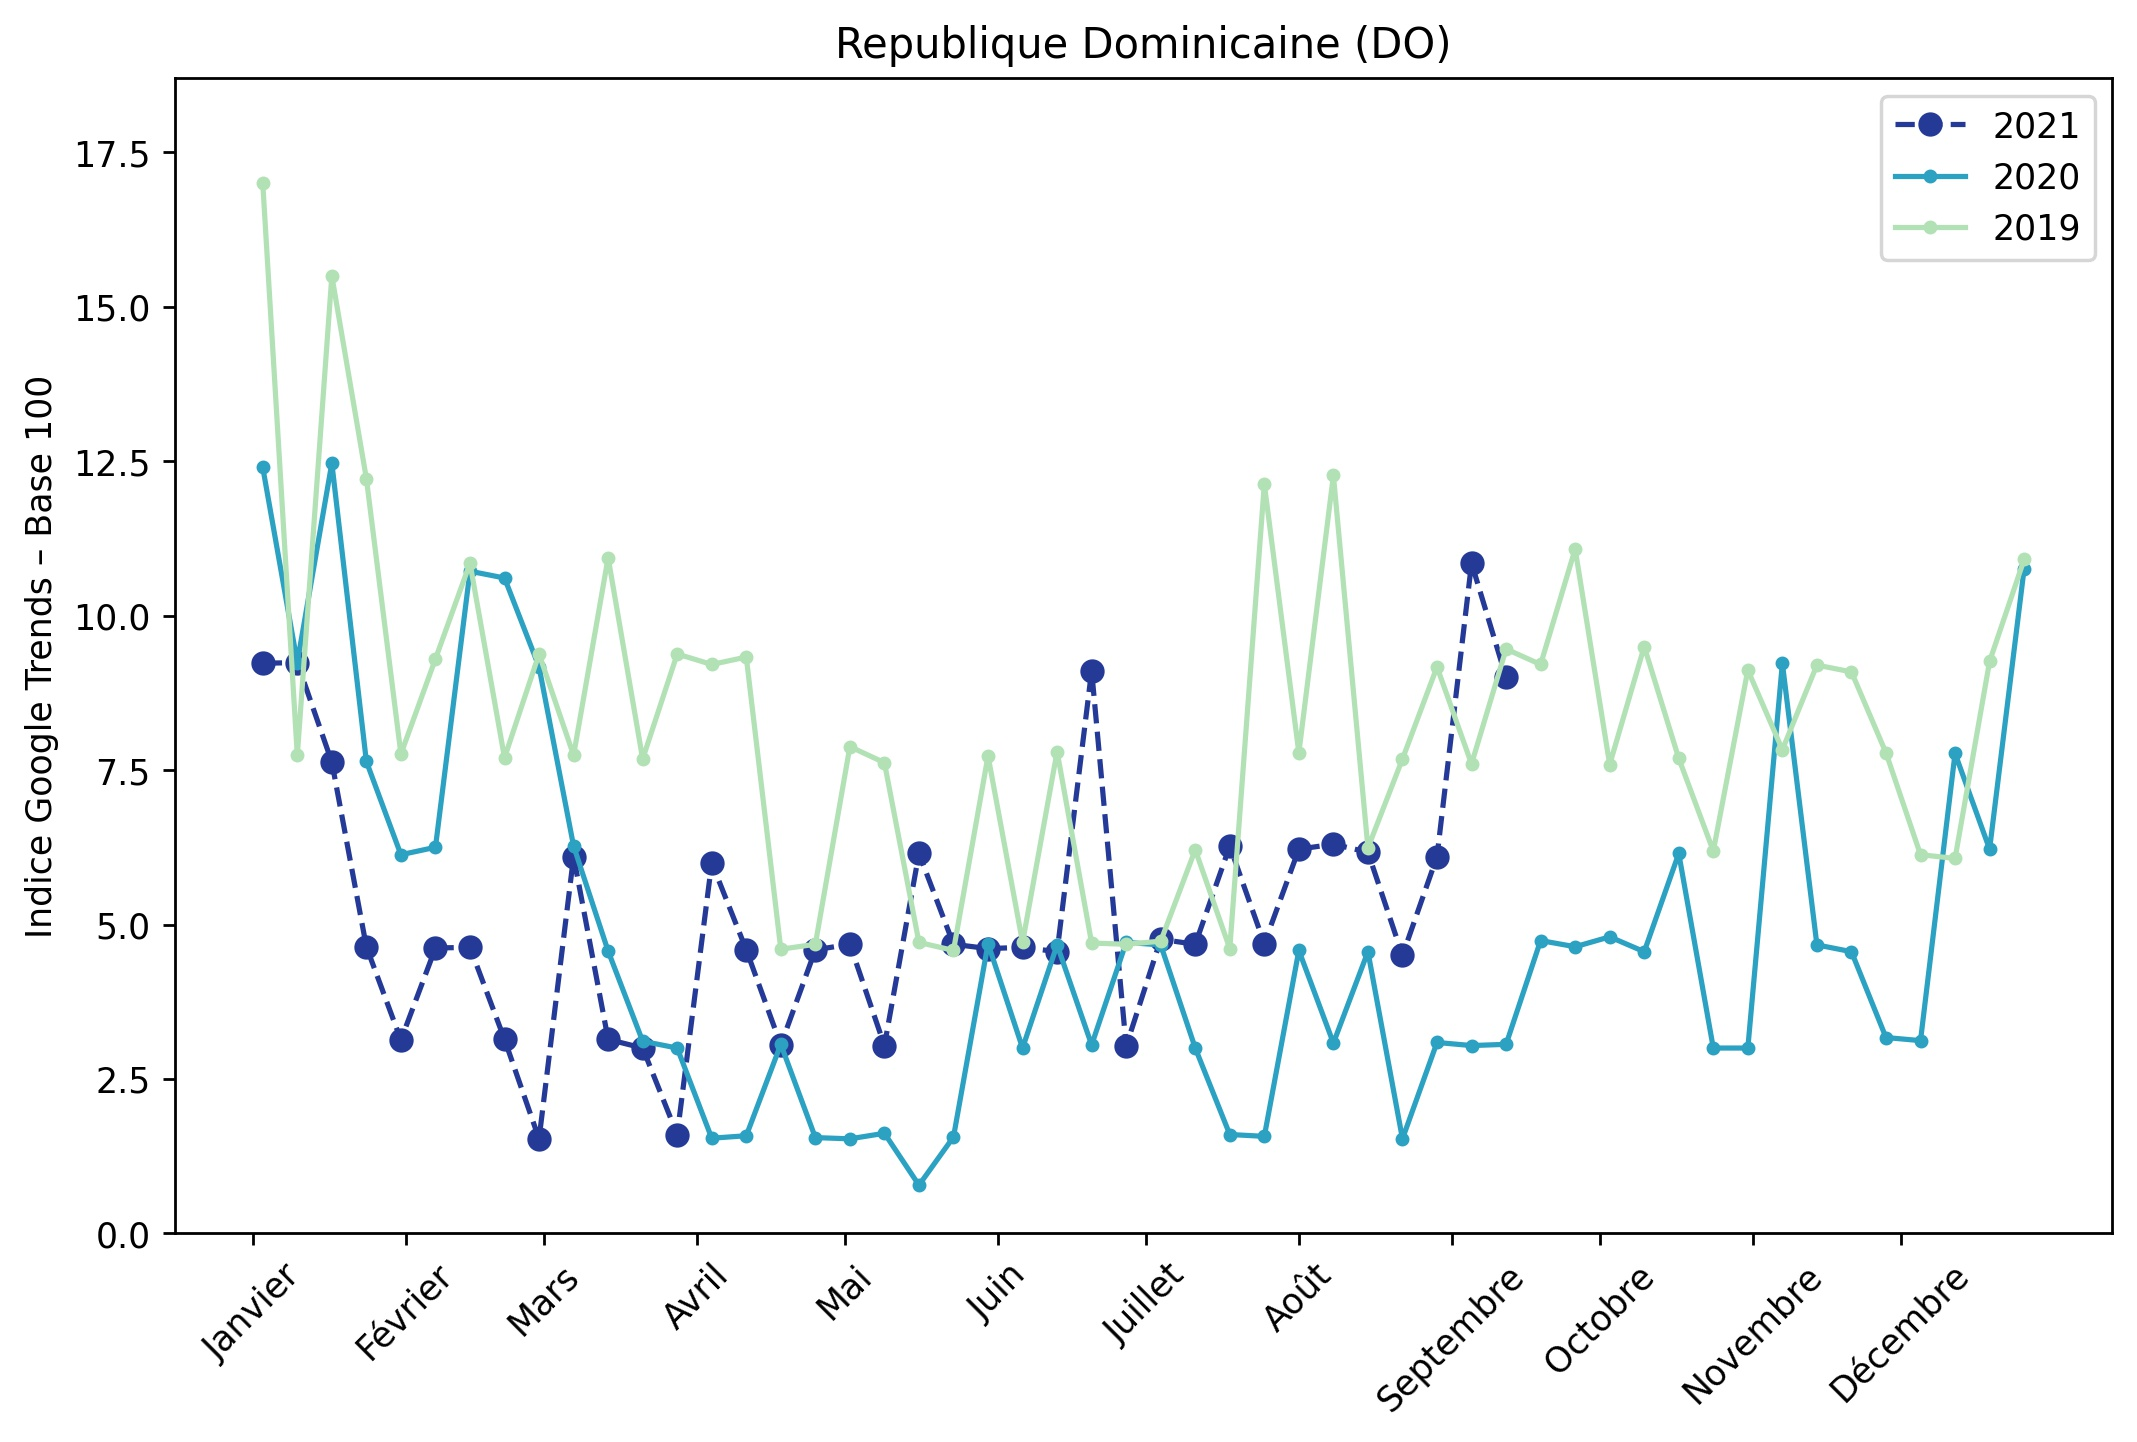 Republique Dominicaine (DO)
2021
2020
2019
Indice Google Trends – Base 100
17.5
15.0
12.5
10.0
7.5
5.0
2.5
0.0
Janvier
Février
Mars
Avril
Mai
Juin
Juillet
Août
Septembre
Octobre
Novembre
Décembre